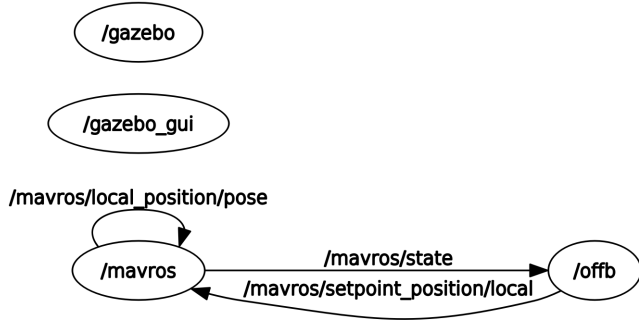 /gazebo
/gazebo_gui
/mavros/local_position/pose
/mavros
/mavros/state
/mavros/setpoint_position/local
/offb